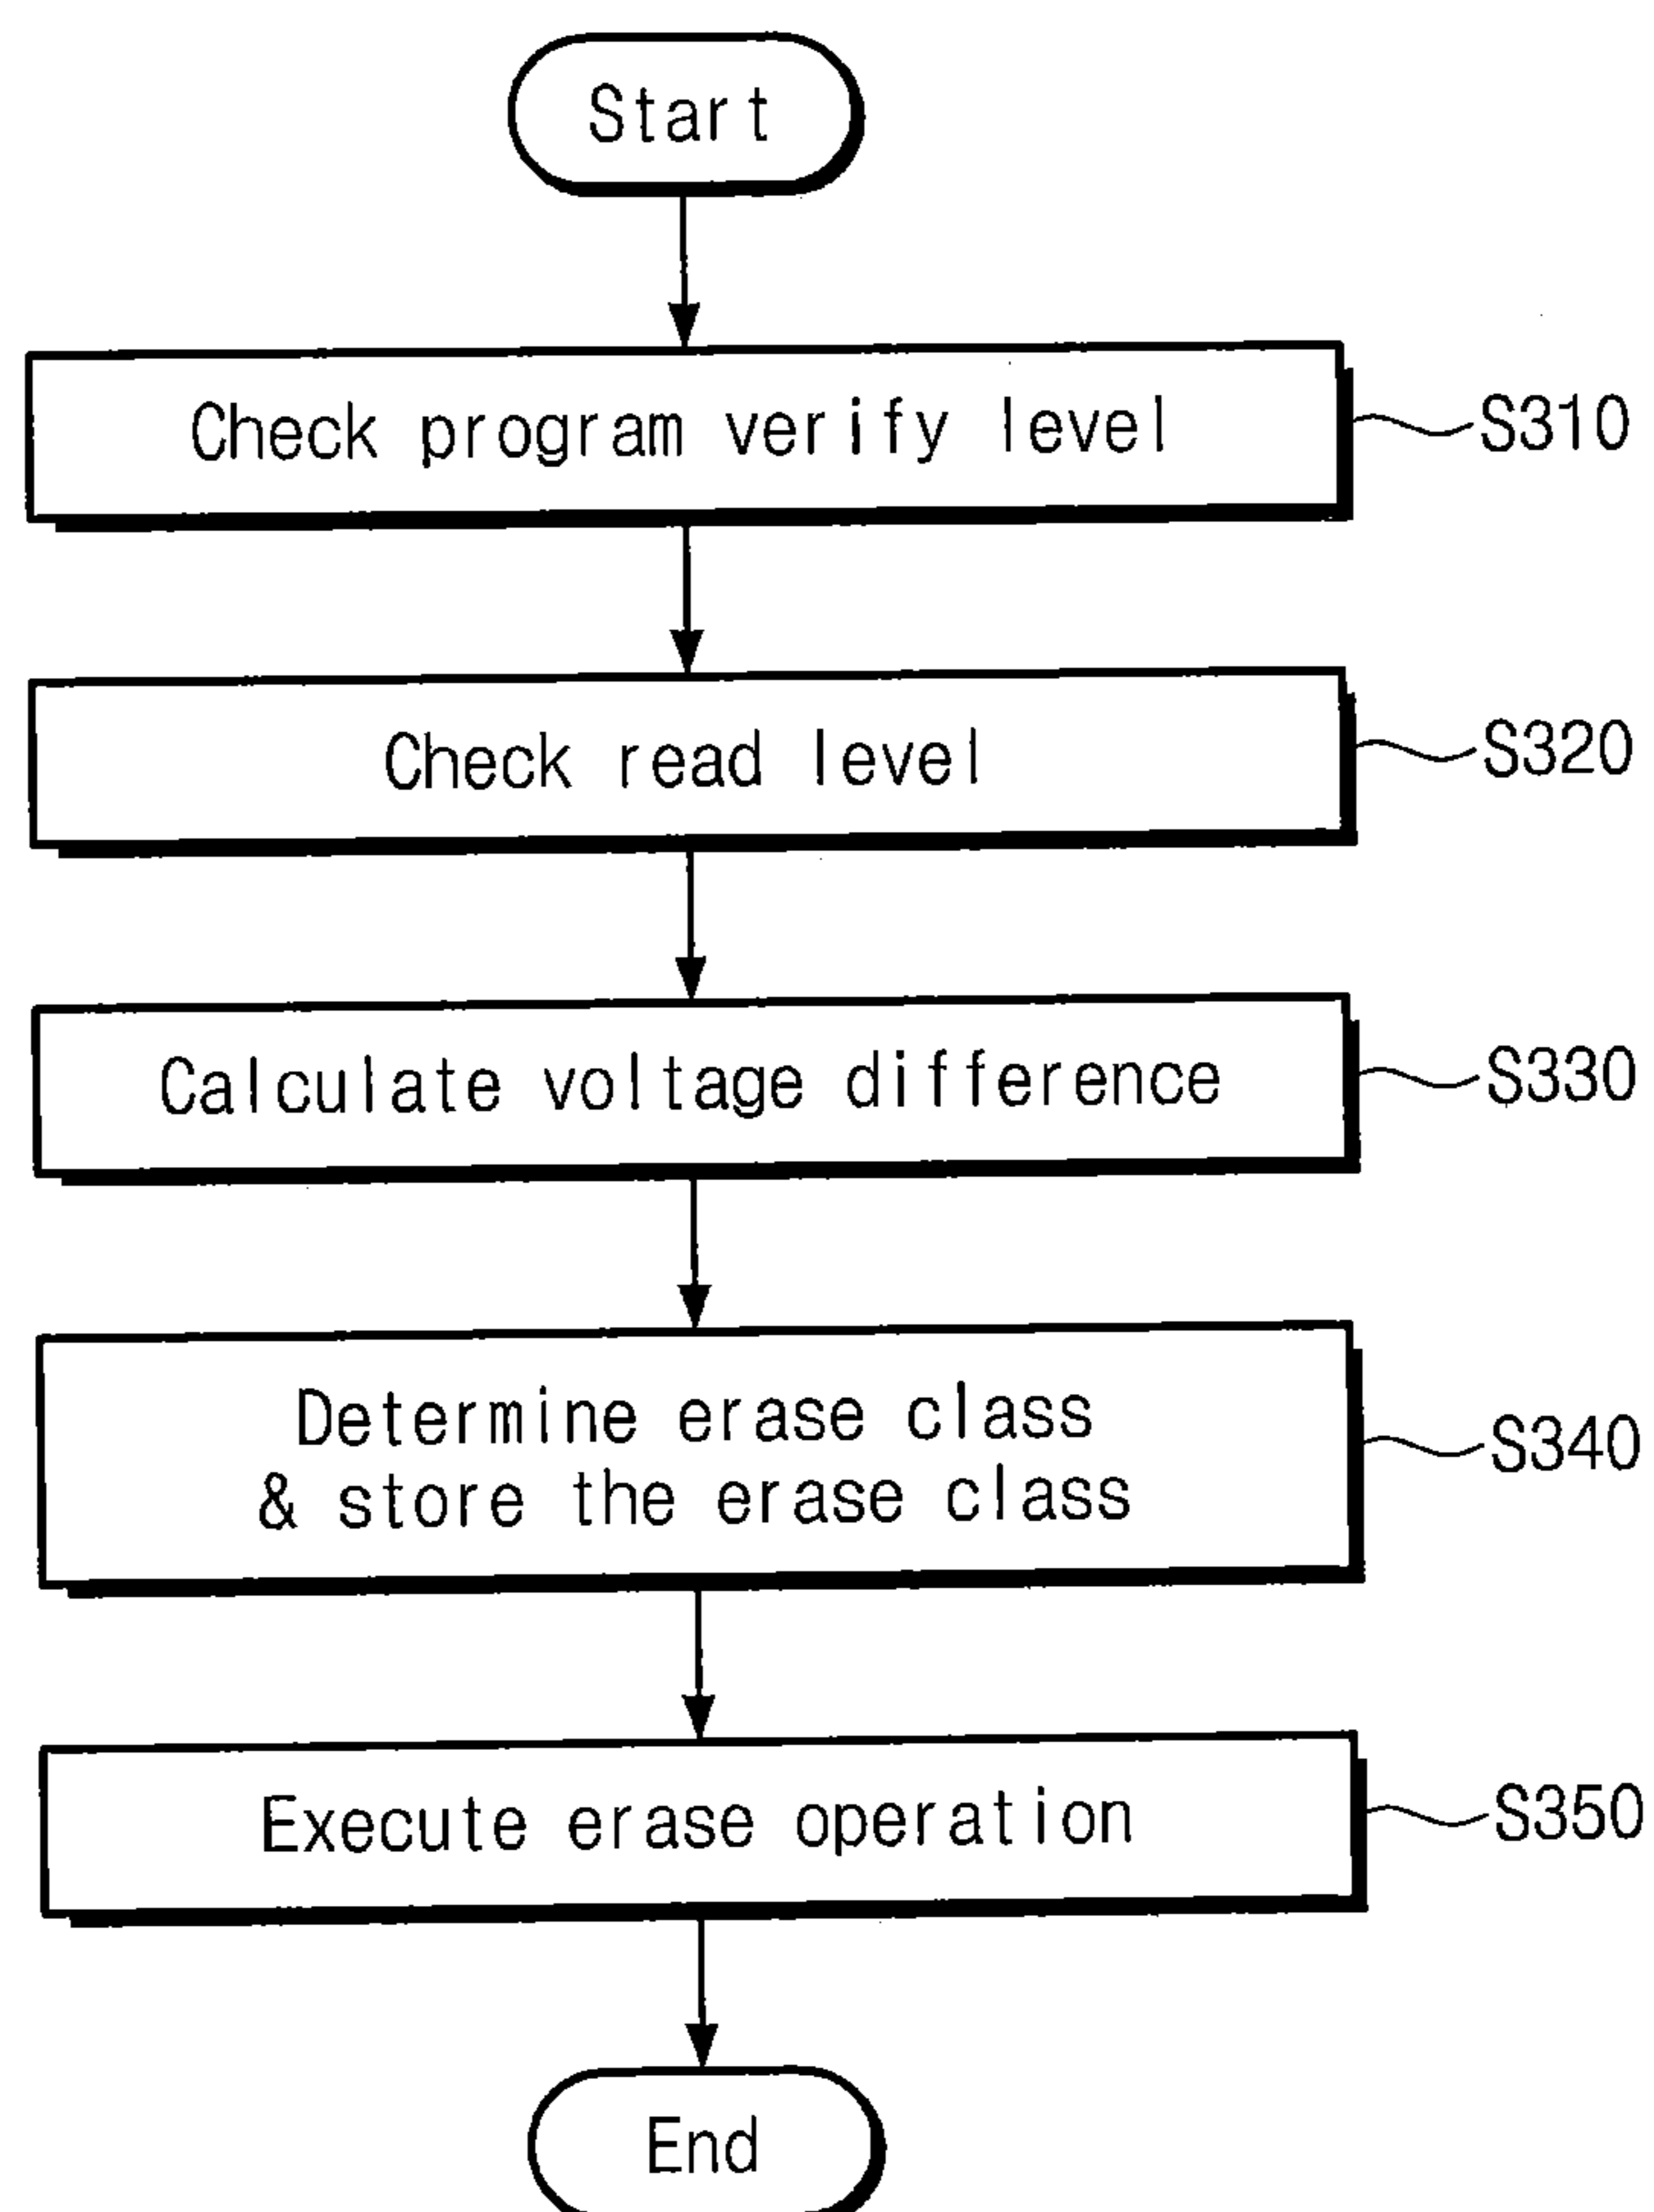 Start
Check program verify level
S310
Check read level
S320
Calculate voltage difference
S330
Determine erase class
& store the erase class
S340
Execute erase operation
S350
End